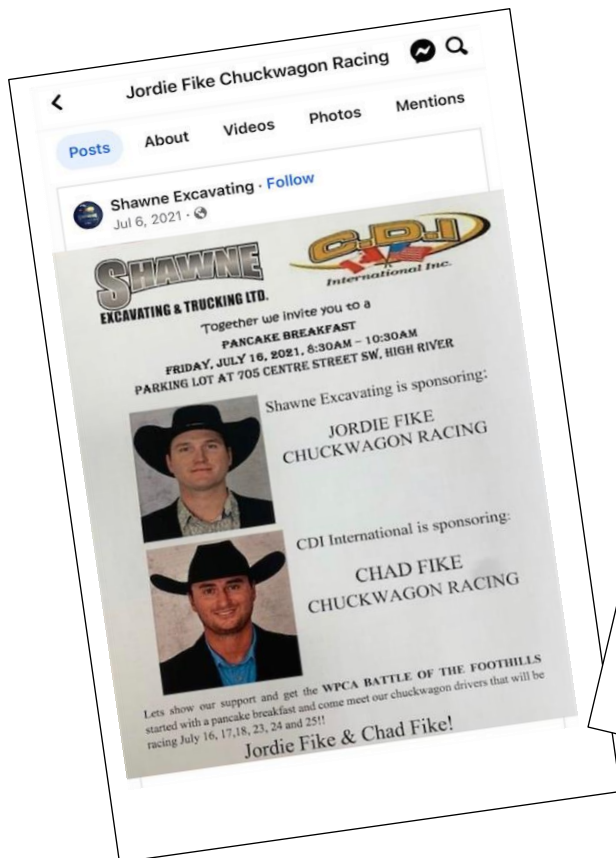 Jordie Fike Chuckwagon Racing
Posts About Videos Photos Mentions
Shawne Excavating · Follow
Jul 6, 2021 ·
SHAWNE
EXCAVATING & TRUCKING LTD.
C.D.I
International Inc.
Together we invite you to a
PANCAKE BREAKFAST
FRIDAY, JULY 16, 2021, 8:30AM – 10:30AM
PARKING LOT AT 705 CENTRE STREET SW, HIGH RIVER
Shawne Excavating is sponsoring:
JORDIE FIKE
CHUCKWAGON RACING
CDI International is sponsoring:
CHAD FIKE
CHUCKWAGON RACING
Lets show our support and get the WPCA BATTLE OF THE FOOTHILLS
started with a pancake breakfast and come meet our chuckwagon drivers that will be
racing July 16, 17,18, 23, 24 and 25!!
Jordie Fike & Chad Fike!